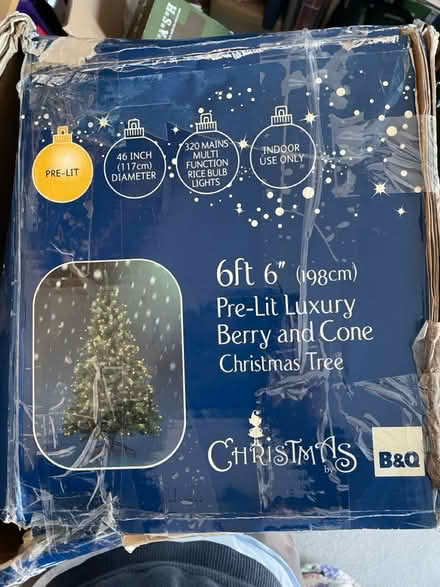 PRE-LIT
46 INCH
(117cm)
DIAMETER
320 MAINS
MULTI
FUNCTION
RICE BULB
LIGHTS
INDOOR
USE ONLY
6ft 6" (198cm)
Pre-Lit Luxury
Berry and Cone
Christmas Tree
CHRISTMAS
by
B&Q